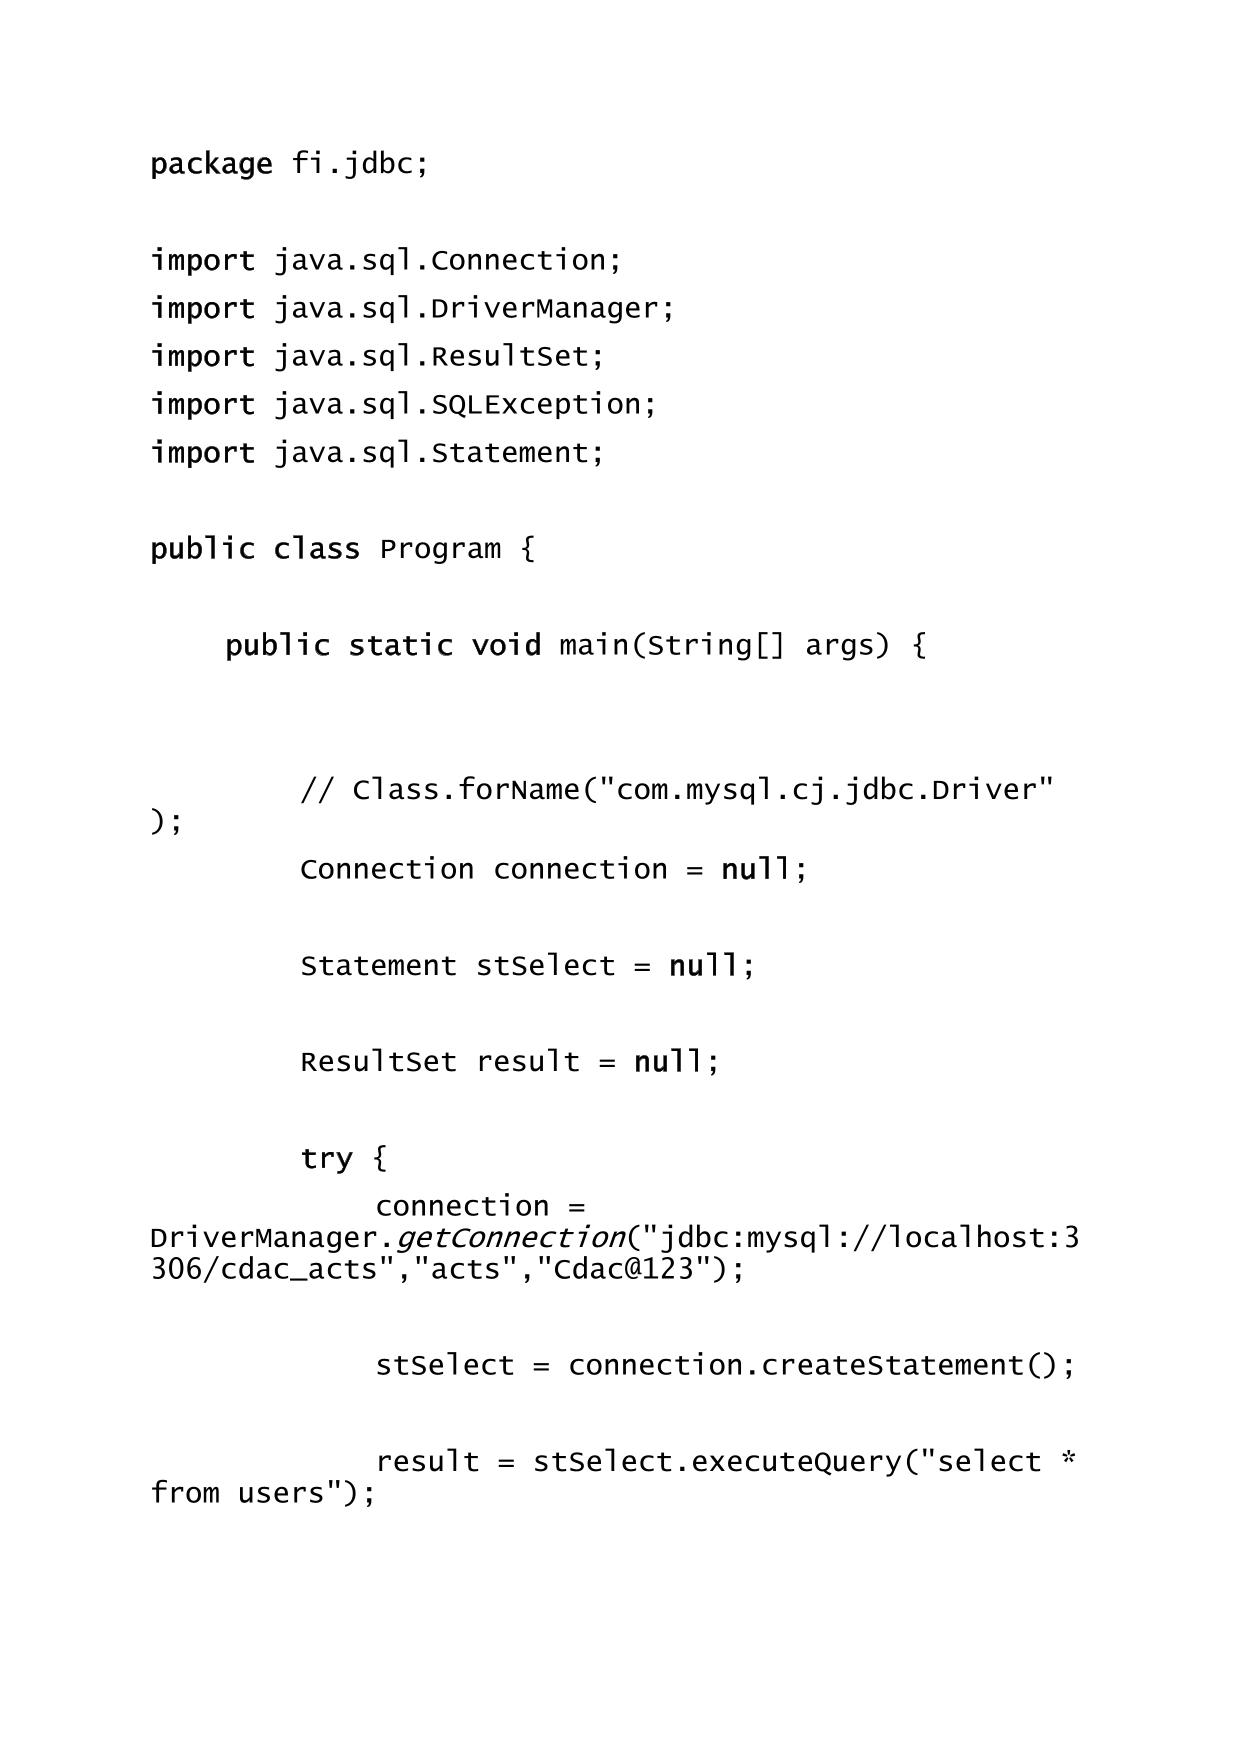 package fi.jdbc;
import java.sql.Connection;
import java.sql.DriverManager;
import java.sql.ResultSet;
import java.sql.SQLException;
import java.sql.Statement;
public class Program {
public static void main(String[] args) {
// Class.forName("com.mysql.cj.jdbc.Driver"
);
Connection connection = null;
Statement stSelect = null;
ResultSet result = null;
try {
connection =
DriverManager.getConnection("jdbc:mysql://localhost:3
306/cdac_acts","acts","Cdac@123");
stSelect = connection.createStatement();
result = stSelect.executeQuery("select *
from users");